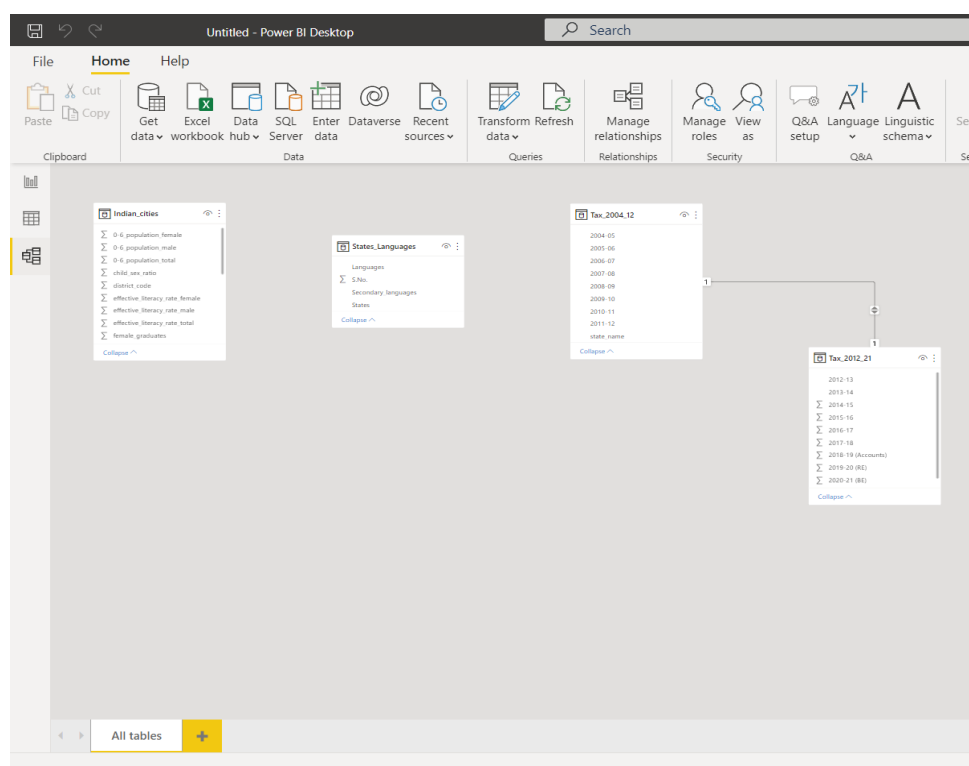 Untitled - Power BI Desktop
Search
File Home Help
Paste
Cut
Copy
Get data
Excel workbook
Data hub
SQL Server
Enter data
Dataverse
Recent sources
Transform data
Refresh
Manage relationships
Manage roles
View as
Q&A setup
Language
Linguistic schema
Se
Clipboard
Data
Queries
Relationships
Security
Q&A
Se
Indian_cities
Σ 0-6_population_female
Σ 0-6_population_male
Σ 0-6_population_total
Σ child_sex_ratio
Σ district_code
Σ effective_literacy_rate_female
Σ effective_literacy_rate_male
Σ effective_literacy_rate_total
Σ female_graduates
Collapse
States_Languages
Languages
Σ S.No.
Secondary_languages
States
Collapse
Tax_2004_12
2004-05
2005-06
2006-07
2007-08
2008-09
2009-10
2010-11
2011-12
state_name
Collapse
1
1
Tax_2012_21
2012-13
2013-14
Σ 2014-15
Σ 2015-16
Σ 2016-17
Σ 2017-18
Σ 2018-19 (Accounts)
Σ 2019-20 (RE)
Σ 2020-21 (BE)
Collapse
All tables